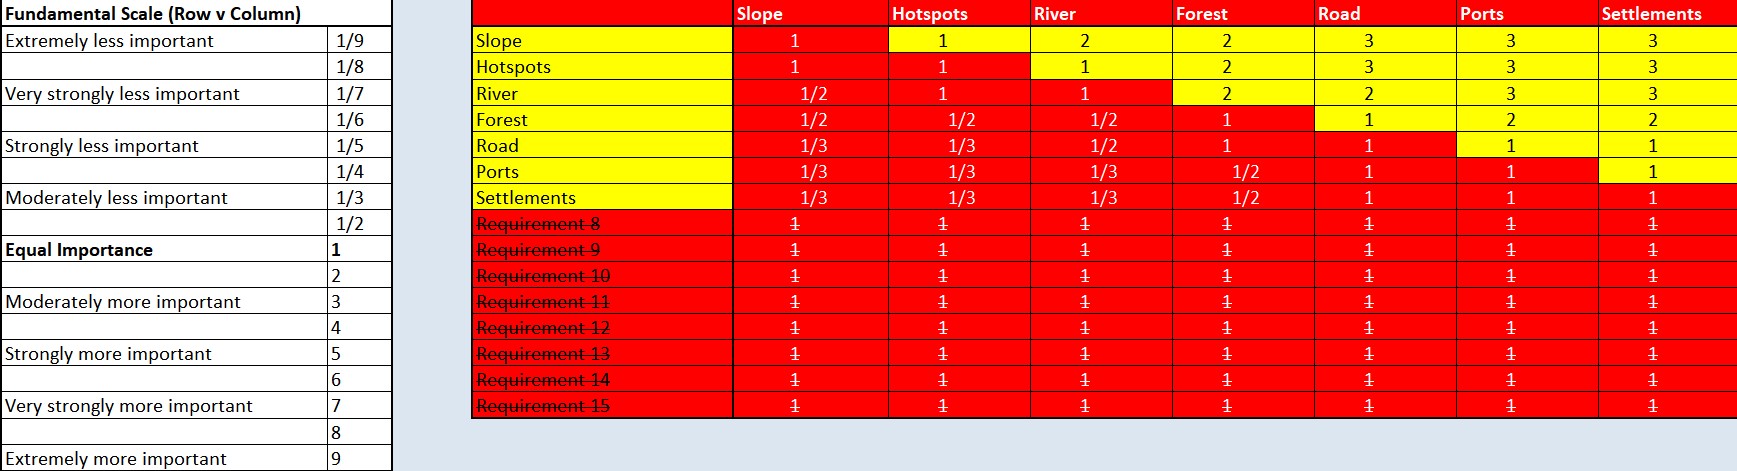 Fundamental Scale (Row v Column) Slope Hotspots River Forest Road Ports Settlements
Extremely less important 1/9 Slope 1 1 2 2 3 3 3
1/8 Hotspots 1 1 1 2 3 3 3
Very strongly less important 1/7 River 1/2 1 1 2 2 3 3
1/6 Forest 1/2 1/2 1/2 1 1 2 2
Strongly less important 1/5 Road 1/3 1/3 1/2 1 1 1 1
1/4 Ports 1/3 1/3 1/3 1/2 1 1 1
Moderately less important 1/3 Settlements 1/3 1/3 1/3 1/2 1 1 1
1/2 Requirement 8 1 1 1 1 1 1 1
Equal Importance 1 Requirement 9 1 1 1 1 1 1 1
2 Requirement 10 1 1 1 1 1 1 1
Moderately more important 3 Requirement 11 1 1 1 1 1 1 1
4 Requirement 12 1 1 1 1 1 1 1
Strongly more important 5 Requirement 13 1 1 1 1 1 1 1
6 Requirement 14 1 1 1 1 1 1 1
Very strongly more important 7 Requirement 15 1 1 1 1 1 1 1
8
Extremely more important 9